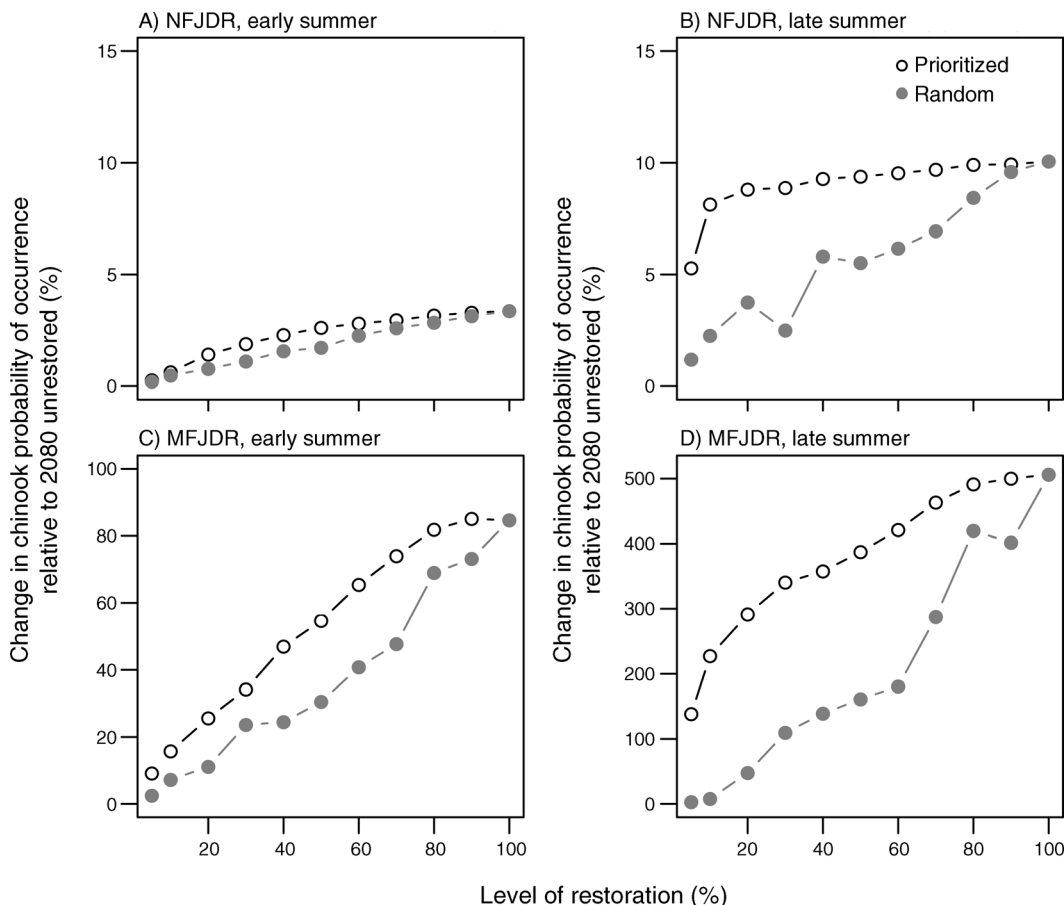 A) NFJDR, early summer
15
10
5
0
B) NFJDR, late summer
15
10
5
0
Prioritized
Random
C) MFJDR, early summer
100
80
60
40
20
0
20 40 60 80 100
D) MFJDR, late summer
500
400
300
200
100
0
20 40 60 80 100
Change in chinook probability of occurrence
relative to 2080 unrestored (%)
Change in chinook probability of occurrence
relative to 2080 unrestored (%)
Level of restoration (%)